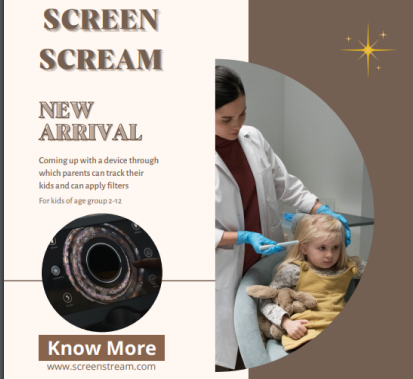 SCREEN
SCREAM
NEW
ARRIVAL
Coming up with a device through
which parents can track their
kids and can apply filters
For kids of age group 2-12
Know More
www.screenstream.com